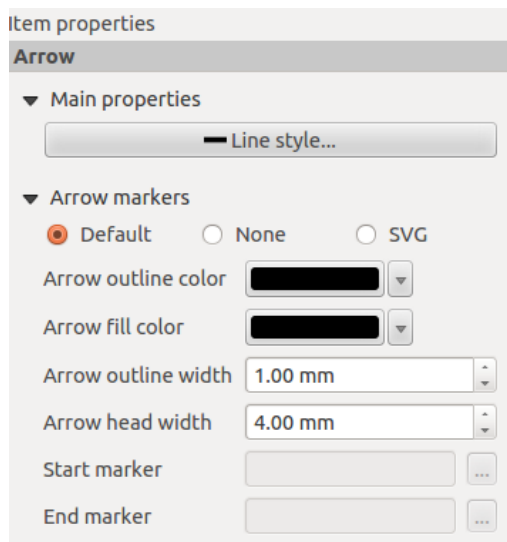 Item properties
Arrow
Main properties
Line style...
Arrow markers
Default None SVG
Arrow outline color
Arrow fill color
Arrow outline width 1.00 mm
Arrow head width 4.00 mm
Start marker ...
End marker ...